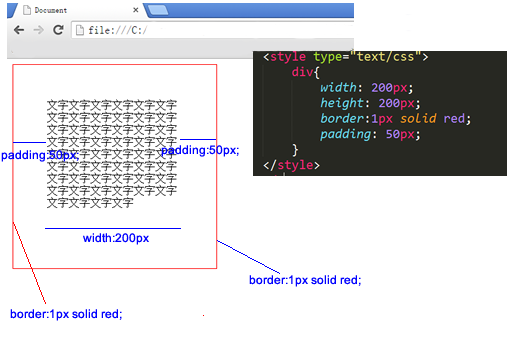 Document
file:///C:/
<style type="text/css">
div{
width: 200px;
height: 200px;
border:1px solid red;
padding: 50px;
}
</style>
文字文字文字文字文字文字
文字文字文字文字文字文字
文字文字文字文字文字文字
文字文字文字文字文字文字
文字文字文字文字文字文字
文字文字文字文字文字文字
文字文字文字文字文字文字
文字文字文字文字文字文字
文字文字文字文字
padding:50px;
padding:50px;
width:200px
border:1px solid red;
border:1px solid red;